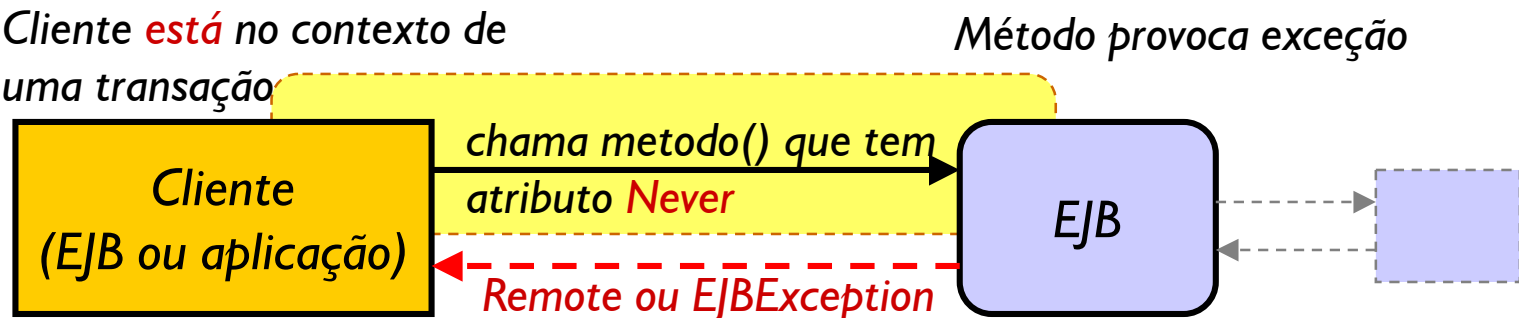 Cliente está no contexto de
uma transação
Método provoca exceção
chama metodo() que tem
atributo Never
Cliente
(EJB ou aplicação)
EJB
Remote ou EJBException